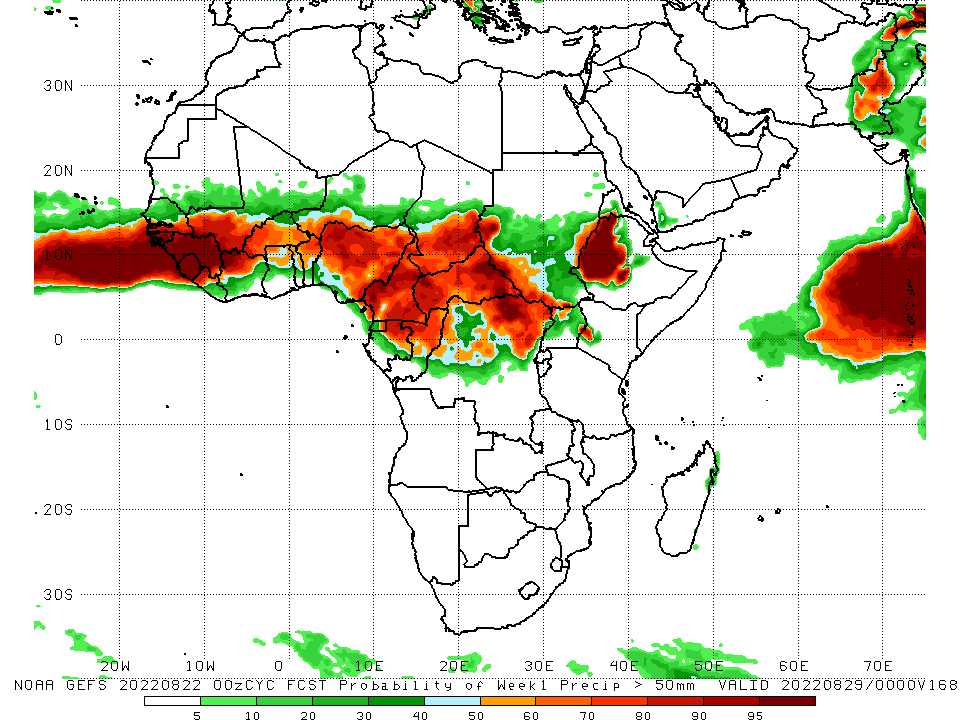 30N
20N
10N
0
10S
20S
30S
20W 10W 0 10E 20E 30E 40E 50E 60E 70E
NOAA GEFS 20220822 00zCYC FCST Probability of Week1 Precip > 50mm VALID 20220829/0000V168
5 10 20 30 40 50 60 70 80 90 95